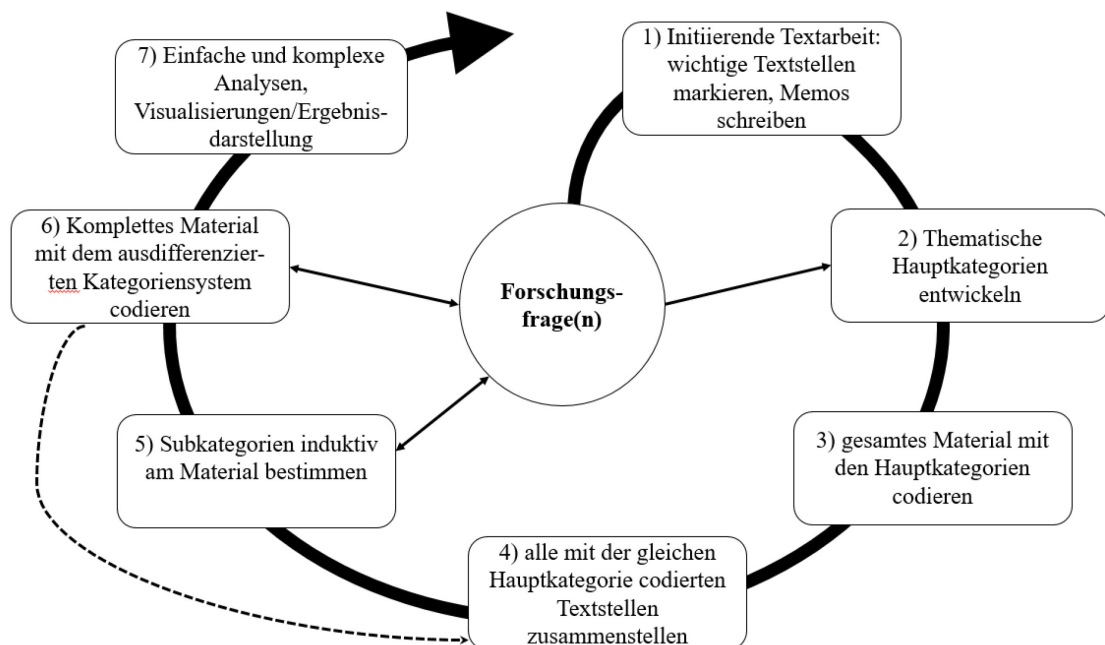 1) Initiierende Textarbeit:
wichtige Textstellen
markieren, Memos
schreiben
2) Thematische
Hauptkategorien
entwickeln
3) gesamtes Material mit
den Hauptkategorien
codieren
4) alle mit der gleichen
Hauptkategorie codierten
Textstellen
zusammenstellen
5) Subkategorien induktiv
am Material bestimmen
6) Komplettes Material
mit dem ausdifferenzier-
ten Kategoriensystem
codieren
7) Einfache und komplexe
Analysen,
Visualisierungen/Ergebnis-
darstellung
Forschungs-
frage(n)